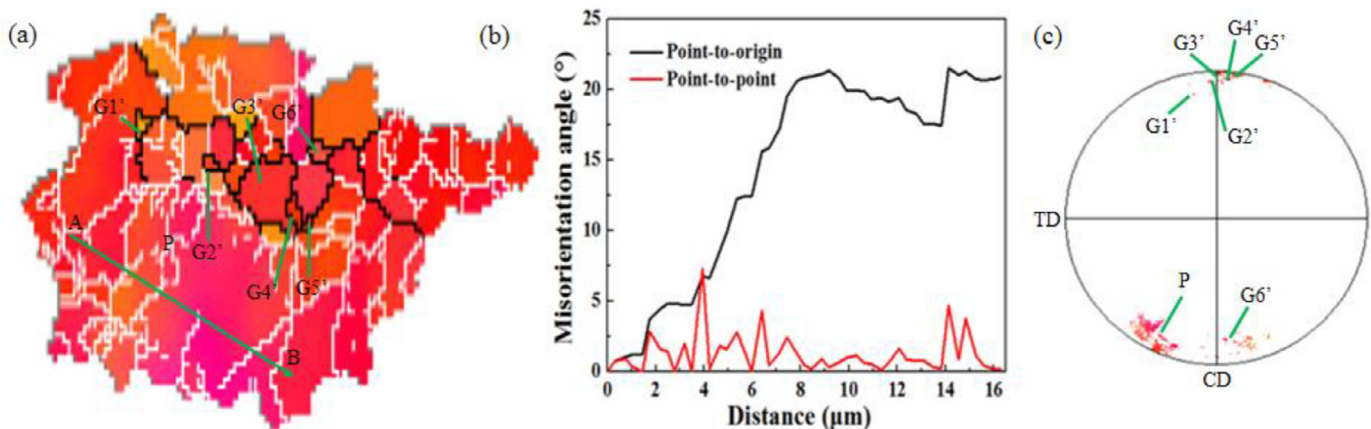 (a)
G1’
G3’
G6’
A
P
G2’
G4’
G5’
B
(b)
Misorientation angle (°)
25
20
15
10
5
0
Point-to-origin
Point-to-point
0 2 4 6 8 10 12 14 16
Distance (μm)
(c)
G4’
G3’
G5’
G1’
G2’
TD
P
G6’
CD